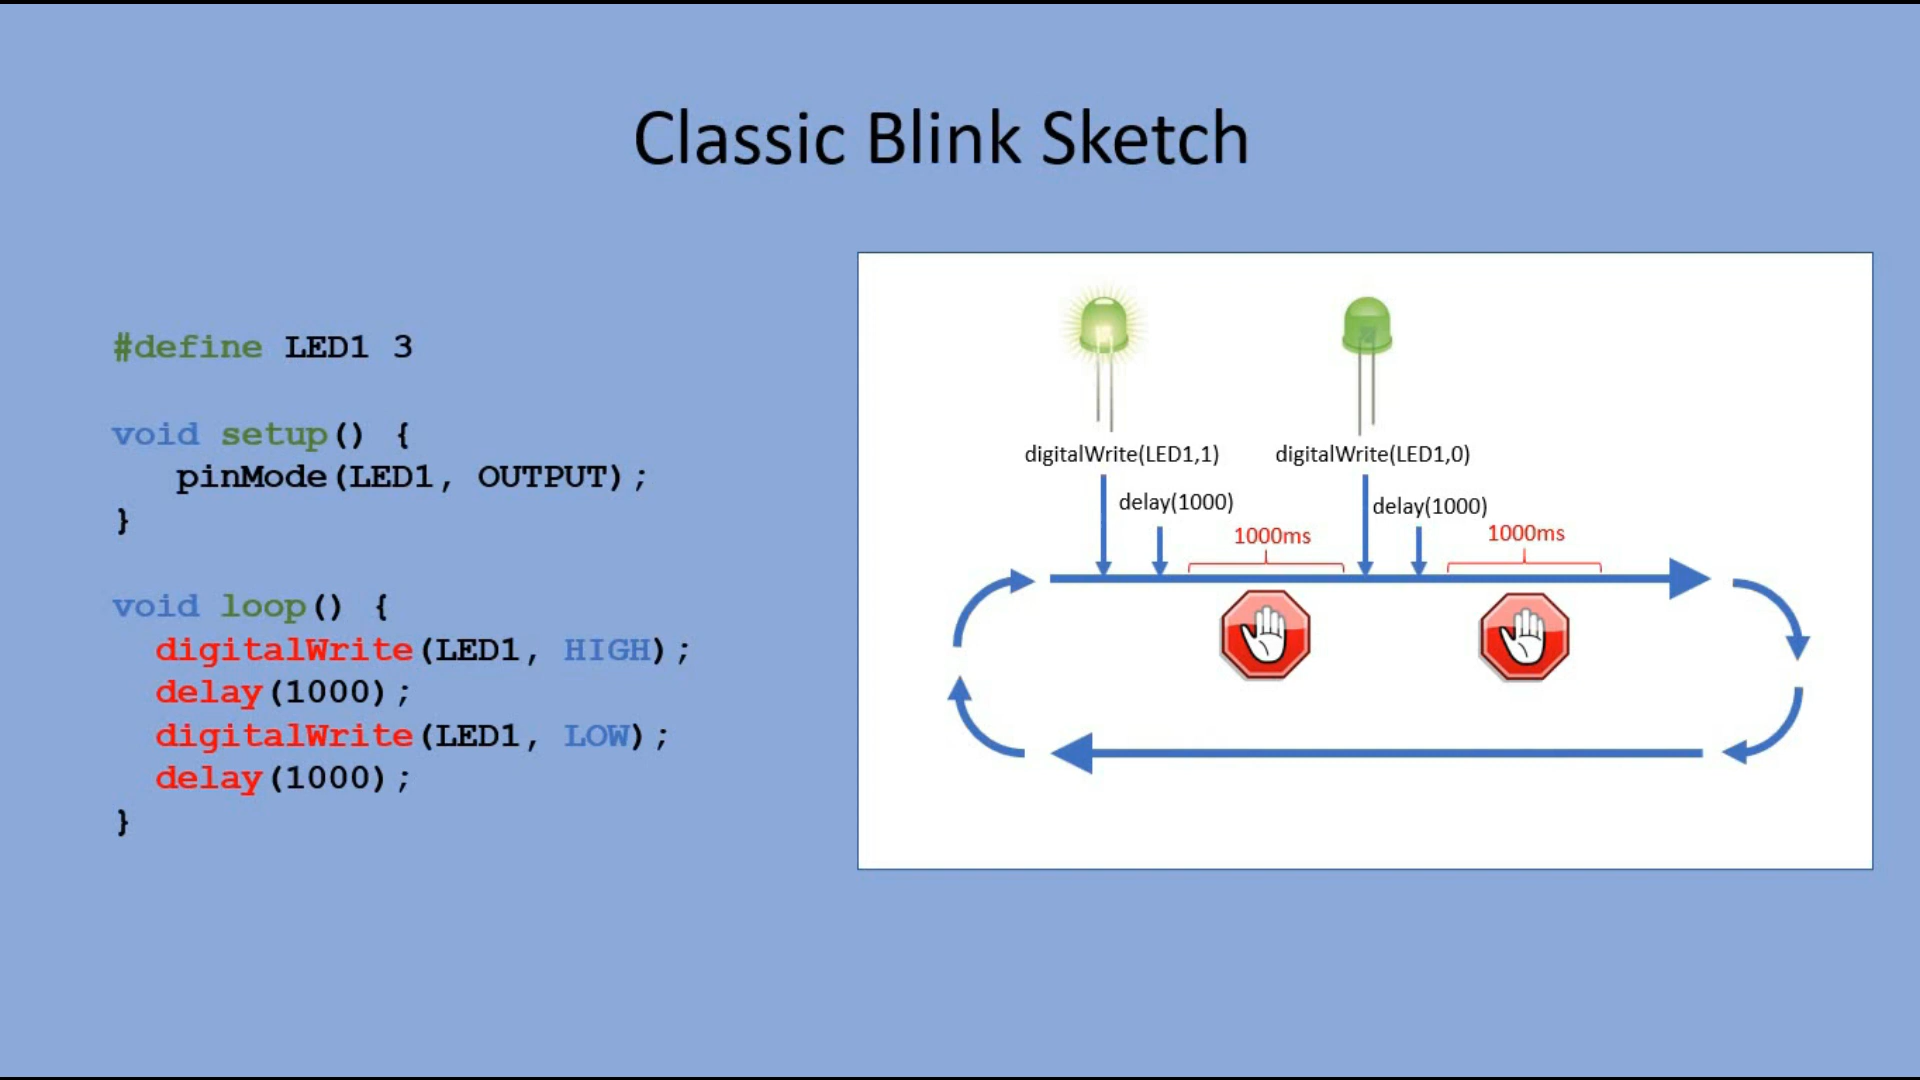 Classic Blink Sketch
#define LED1 3
void setup() {
pinMode(LED1, OUTPUT);
}
void loop() {
digitalWrite(LED1, HIGH);
delay(1000);
digitalWrite(LED1, LOW);
delay(1000);
}
digitalWrite(LED1,1)
digitalWrite(LED1,0)
delay(1000)
delay(1000)
1000ms
1000ms